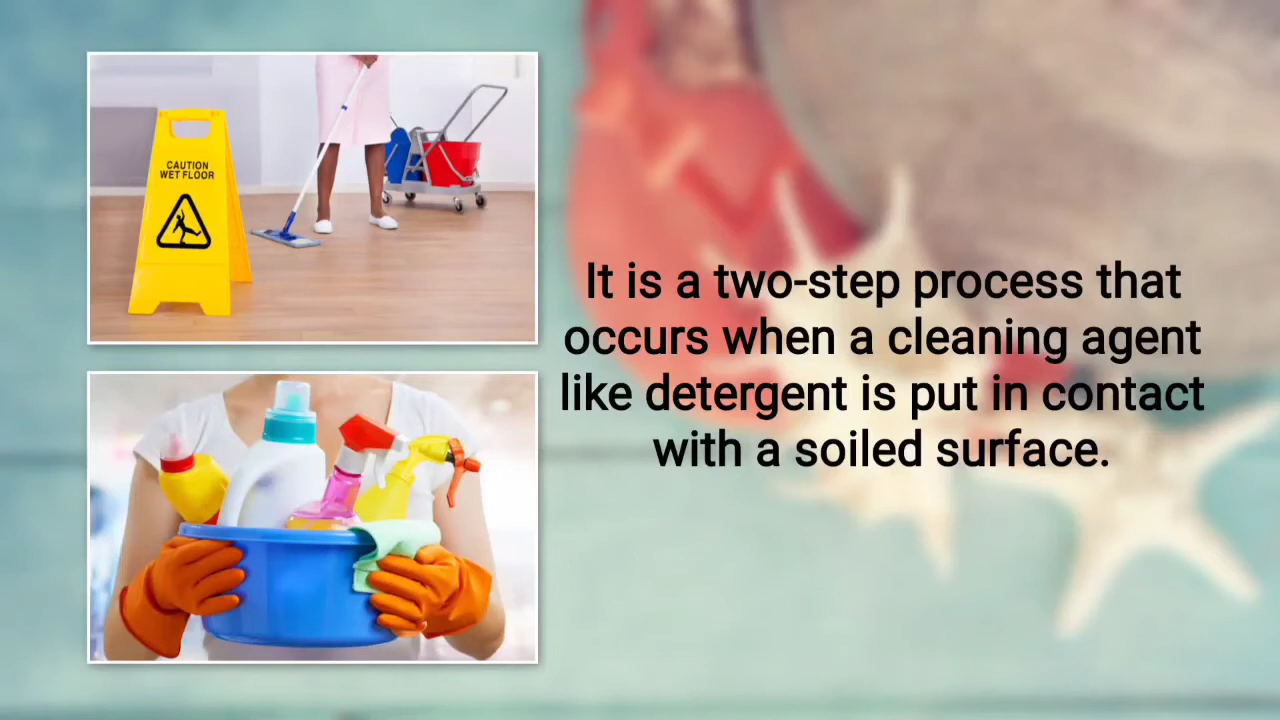 CAUTION
WET FLOOR
It is a two-step process that
occurs when a cleaning agent
like detergent is put in contact
with a soiled surface.